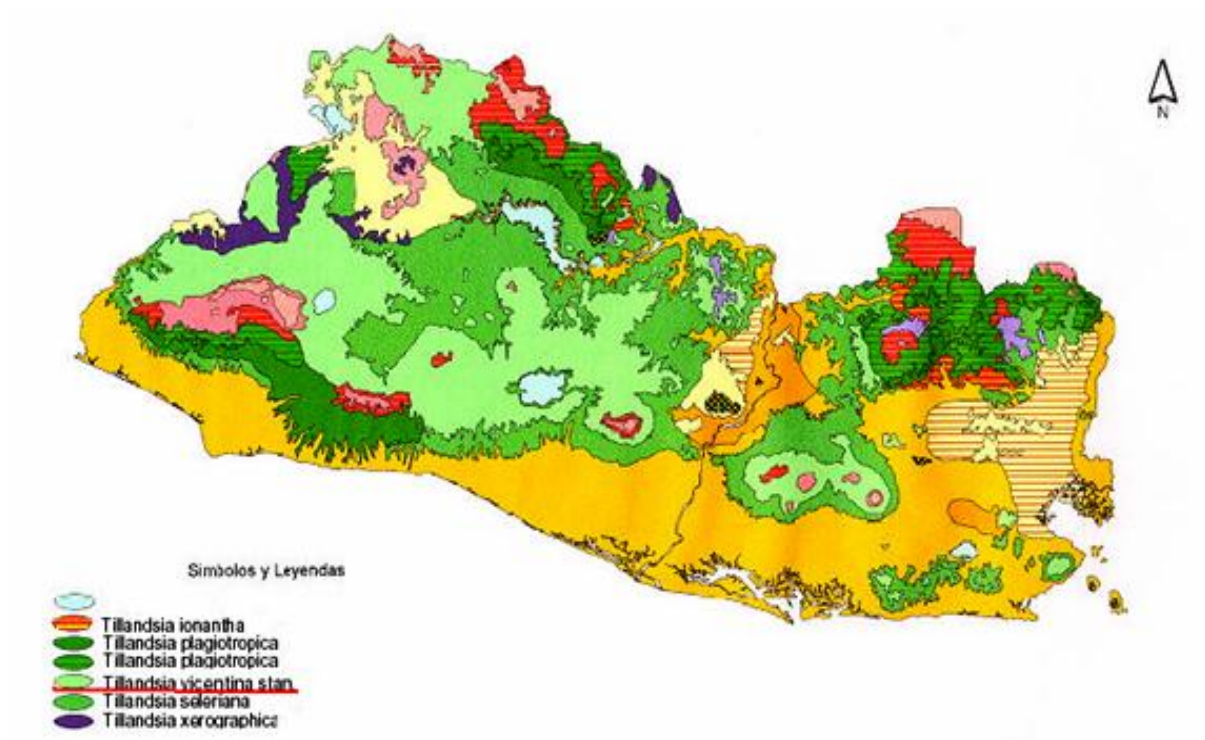 N
Simbolos y Leyendas
Tillandsia ionantha
Tillandsia plagiotropica
Tillandsia plagiotropica
Tillandsia vicentina stan
Tillandsia seleriana
Tillandsia xerographica